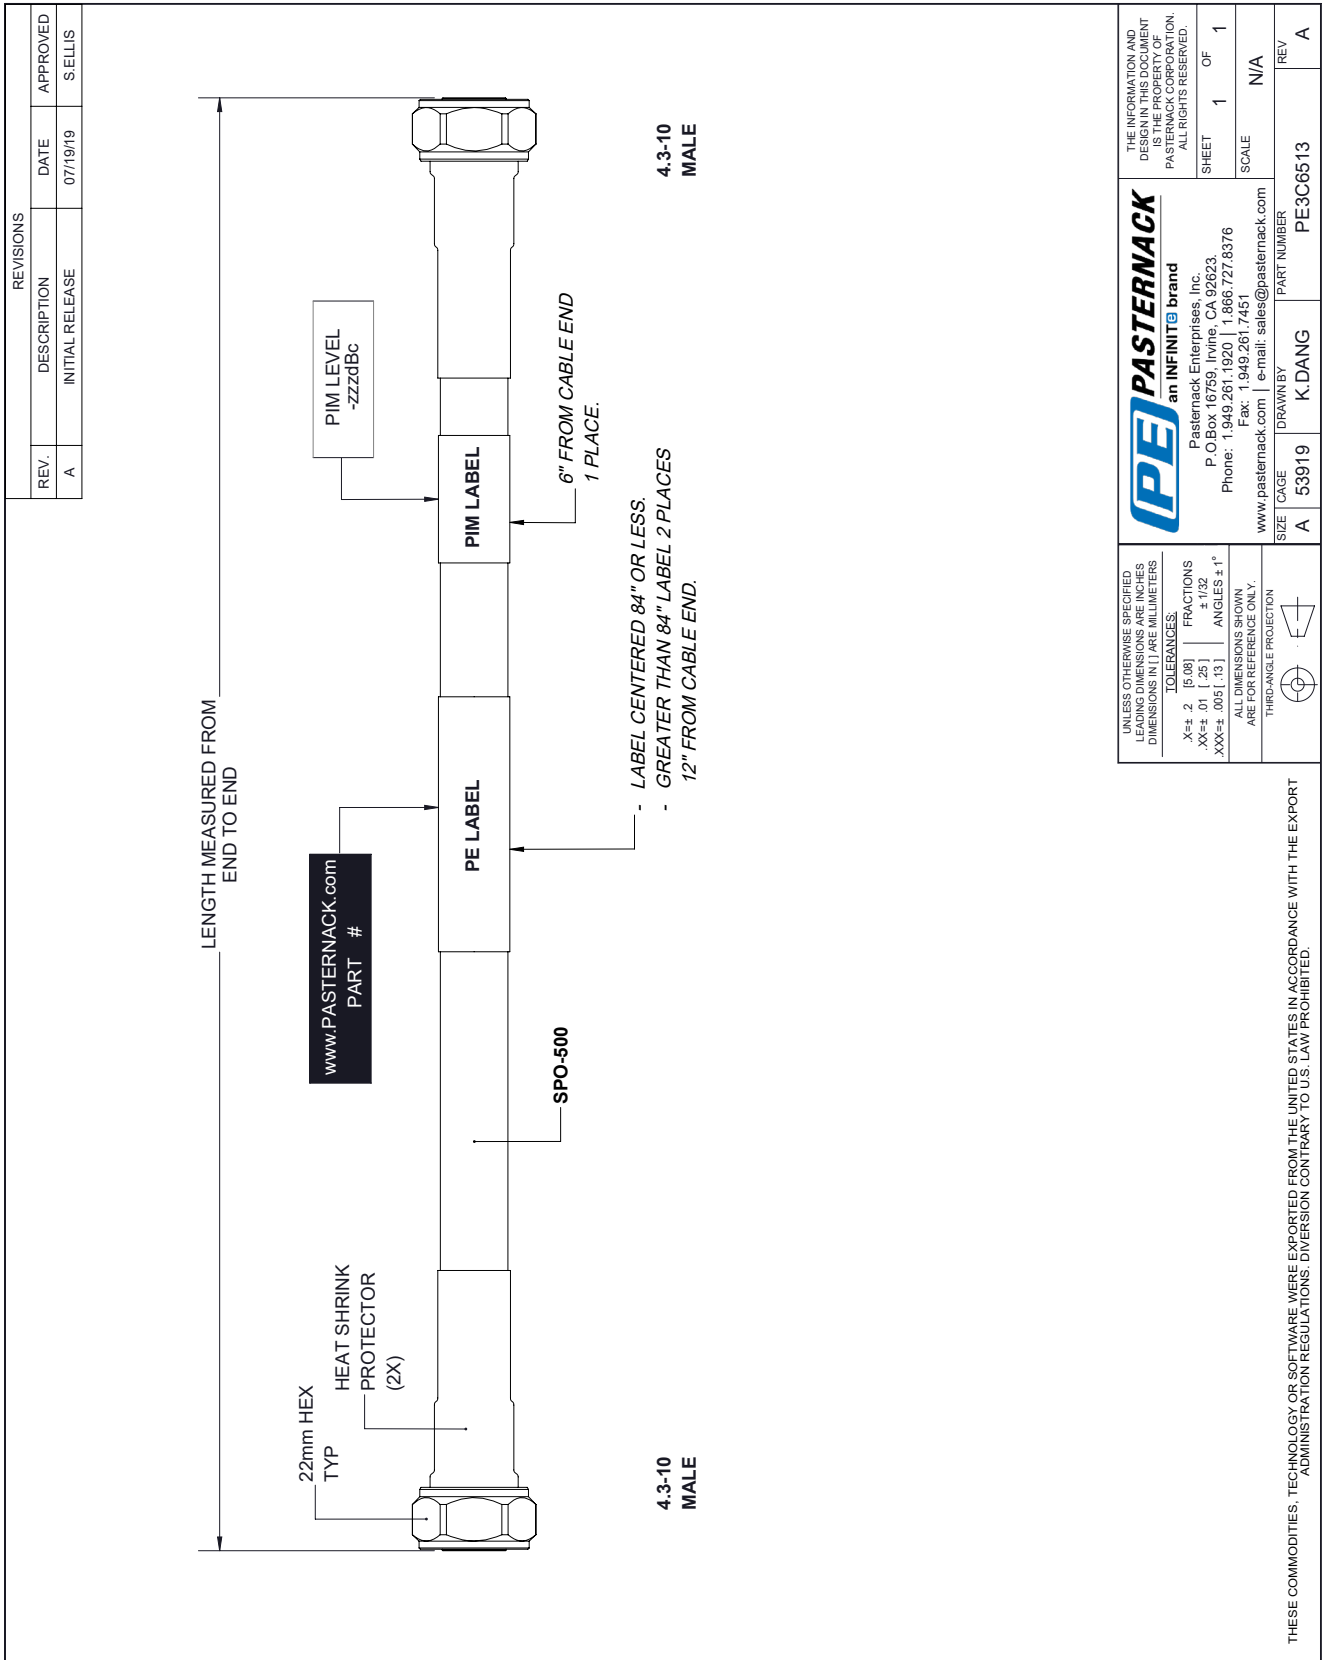 REVISIONS
REV. DESCRIPTION DATE APPROVED
A INITIAL RELEASE 07/19/19 S.ELLIS
LENGTH MEASURED FROM
END TO END
22mm HEX
TYP
HEAT SHRINK
PROTECTOR
(2X)
www.PASTERNACK.com
PART #
PIM LEVEL
-zzzdBc
PE LABEL
PIM LABEL
SPO-500
6" FROM CABLE END
1 PLACE.
- LABEL CENTERED 84" OR LESS.
- GREATER THAN 84" LABEL 2 PLACES
12" FROM CABLE END.
4.3-10
MALE
4.3-10
MALE
UNLESS OTHERWISE SPECIFIED
LEADING DIMENSIONS ARE INCHES
DIMENSIONS IN [ ] ARE MILLIMETERS
TOLERANCES:
.X=± .2 [5.08] FRACTIONS
.XX=± .01 [ .25 ] ± 1/32
.XXX=± .005 [ .13 ] ANGLES ± 1°
ALL DIMENSIONS SHOWN
ARE FOR REFERENCE ONLY.
THIRD-ANGLE PROJECTION
PE PASTERNACK
an INFINITe brand
Pasternack Enterprises, Inc.
P.O.Box 16759, Irvine, CA 92623.
Phone: 1.949.261.1920 | 1.866.727.8376
Fax: 1.949.261.7451
www.pasternack.com | e-mail: sales@pasternack.com
THE INFORMATION AND
DESIGN IN THIS DOCUMENT
IS THE PROPERTY OF
PASTERNACK CORPORATION.
ALL RIGHTS RESERVED.
SHEET 1 OF 1
SCALE N/A
SIZE A
CAGE 53919
DRAWN BY K.DANG
PART NUMBER PE3C6513
REV A
THESE COMMODITIES, TECHNOLOGY OR SOFTWARE WERE EXPORTED FROM THE UNITED STATES IN ACCORDANCE WITH THE EXPORT
ADMINISTRATION REGULATIONS. DIVERSION CONTRARY TO U.S. LAW PROHIBITED.